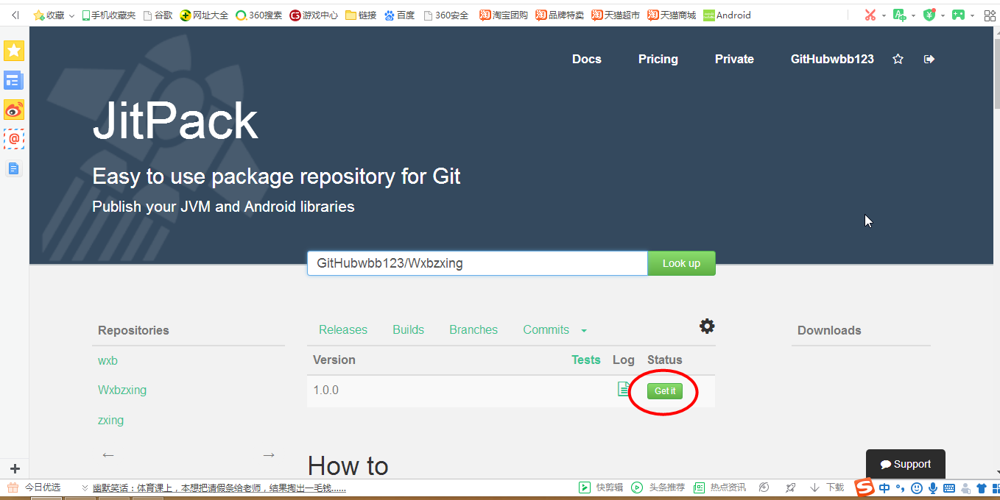 收藏 手机收藏夹 谷歌 网址大全 360搜索 游戏中心 链接 百度 360安全 淘宝团购 品牌特卖 天猫超市 天猫商城 Android
Docs Pricing Private GitHubwbb123
JitPack
Easy to use package repository for Git
Publish your JVM and Android libraries
GitHubwbb123/Wxbzxing Look up
Repositories
wxb
Wxbzxing
zxing
← →
Releases Builds Branches Commits
Version Tests Log Status
1.0.0 Get it
How to
Downloads
Support
今日优选 幽默笑话：体育课上，本想把请假条给老师，结果掏出一毛钱...... 快剪辑 头条推荐 热点资讯 下载 中